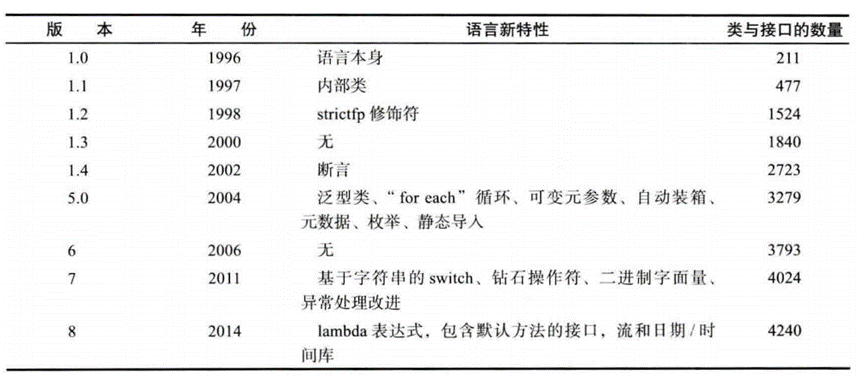 版本 年份 语言新特性 类与接口的数量
1.0 1996 语言本身 211
1.1 1997 内部类 477
1.2 1998 strictfp 修饰符 1524
1.3 2000 无 1840
1.4 2002 断言 2723
5.0 2004 泛型类、“for each”循环、可变元参数、自动装箱、 3279
元数据、枚举、静态导入
6 2006 无 3793
7 2011 基于字符串的 switch、钻石操作符、二进制字面量、 4024
异常处理改进
8 2014 lambda 表达式，包含默认方法的接口，流和日期/时 4240
间库